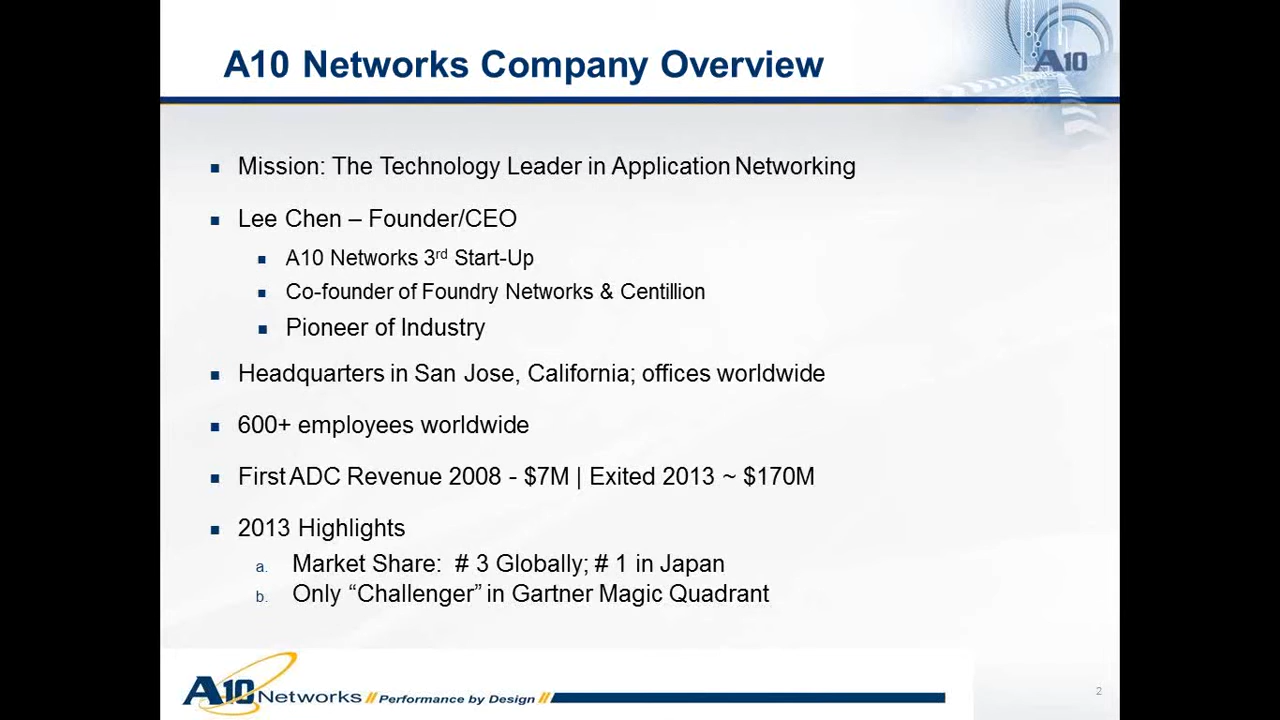 A10 Networks Company Overview
A10
Mission: The Technology Leader in Application Networking
Lee Chen – Founder/CEO
A10 Networks 3rd Start-Up
Co-founder of Foundry Networks & Centillion
Pioneer of Industry
Headquarters in San Jose, California; offices worldwide
600+ employees worldwide
First ADC Revenue 2008 - $7M | Exited 2013 ~ $170M
2013 Highlights
a. Market Share: # 3 Globally; # 1 in Japan
b. Only “Challenger” in Gartner Magic Quadrant
A10 Networks // Performance by Design //
2